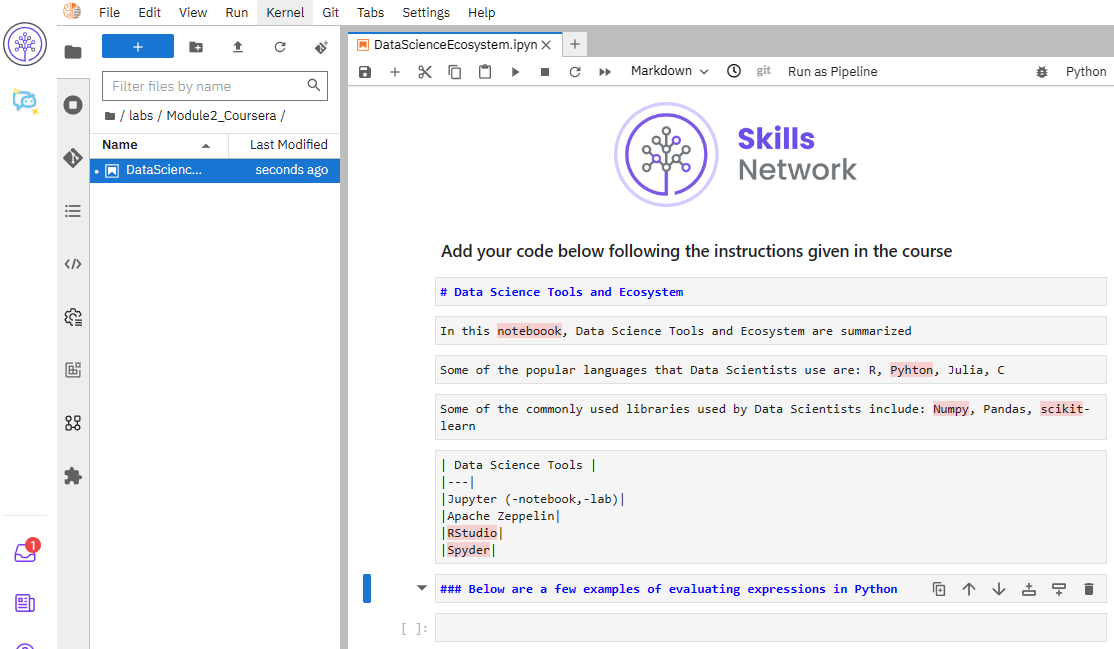 File Edit View Run Kernel Git Tabs Settings Help
+
DataScienceEcosystem.ipyn
Markdown
git
Run as Pipeline
Python
Filter files by name
/ labs / Module2_Coursera /
Name Last Modified
DataScienc... seconds ago
Skills
Network
Add your code below following the instructions given in the course
# Data Science Tools and Ecosystem
In this noteboook, Data Science Tools and Ecosystem are summarized
Some of the popular languages that Data Scientists use are: R, Pyhton, Julia, C
Some of the commonly used libraries used by Data Scientists include: Numpy, Pandas, scikit-
learn
| Data Science Tools |
|---|
|Jupyter (-notebook,-lab)|
|Apache Zeppelin|
|RStudio|
|Spyder|
### Below are a few examples of evaluating expressions in Python
[ ]:
1